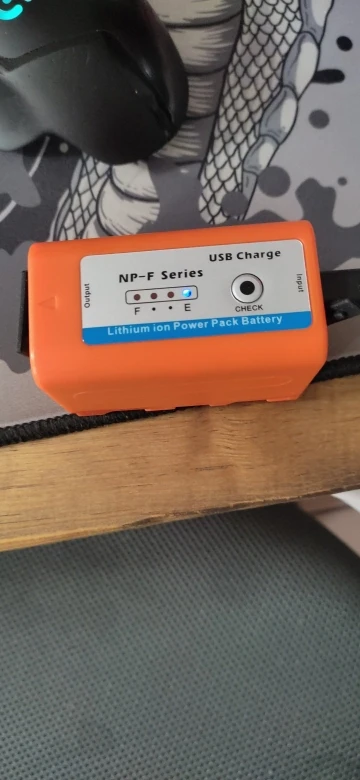 USB Charge
NP-F Series
Output
Input
F • • E
CHECK
Lithium ion Power Pack Battery